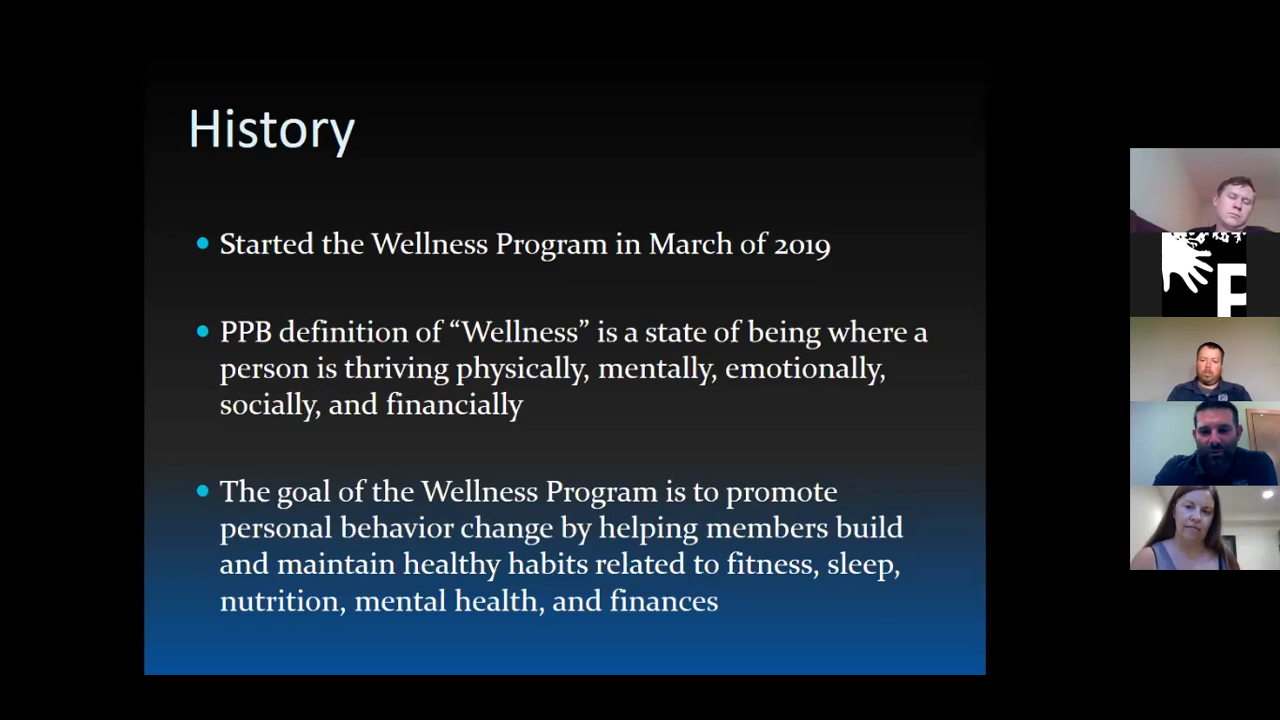 History
Started the Wellness Program in March of 2019
PPB definition of “Wellness” is a state of being where a
person is thriving physically, mentally, emotionally,
socially, and financially
The goal of the Wellness Program is to promote
personal behavior change by helping members build
and maintain healthy habits related to fitness, sleep,
nutrition, mental health, and finances